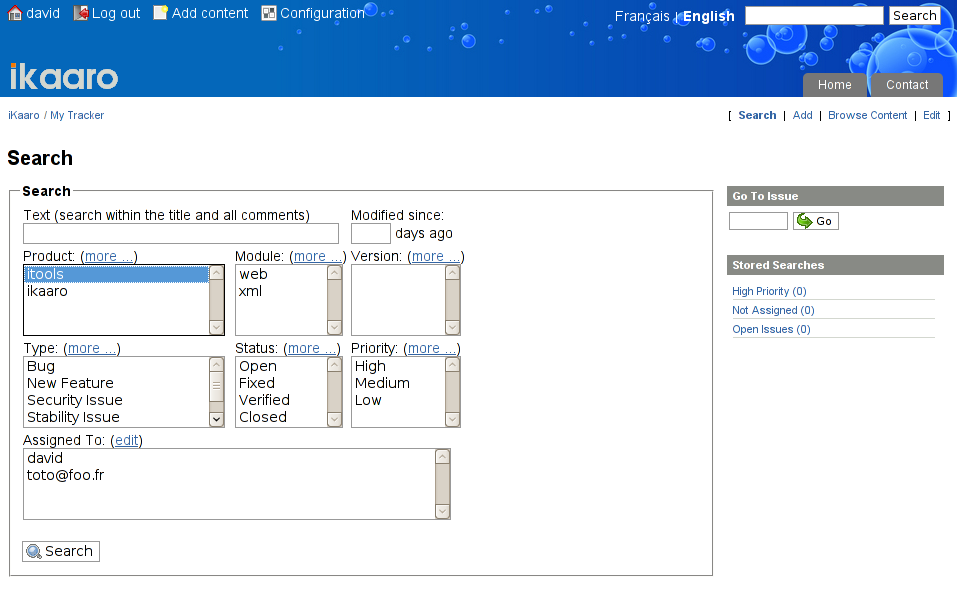 david Log out Add content Configuration
Français | English Search
ikaaro
Home Contact
iKaaro / My Tracker
[ Search | Add | Browse Content | Edit ]
Search
Search
Text (search within the title and all comments) Modified since:
days ago
Product: (more ...) Module: (more ...) Version: (more ...)
itools web
ikaaro xml
Type: (more ...) Status: (more ...) Priority: (more ...)
Bug Open High
New Feature Fixed Medium
Security Issue Verified Low
Stability Issue Closed
Assigned To: (edit)
david
toto@foo.fr
Search
Go To Issue
Go
Stored Searches
High Priority (0)
Not Assigned (0)
Open Issues (0)